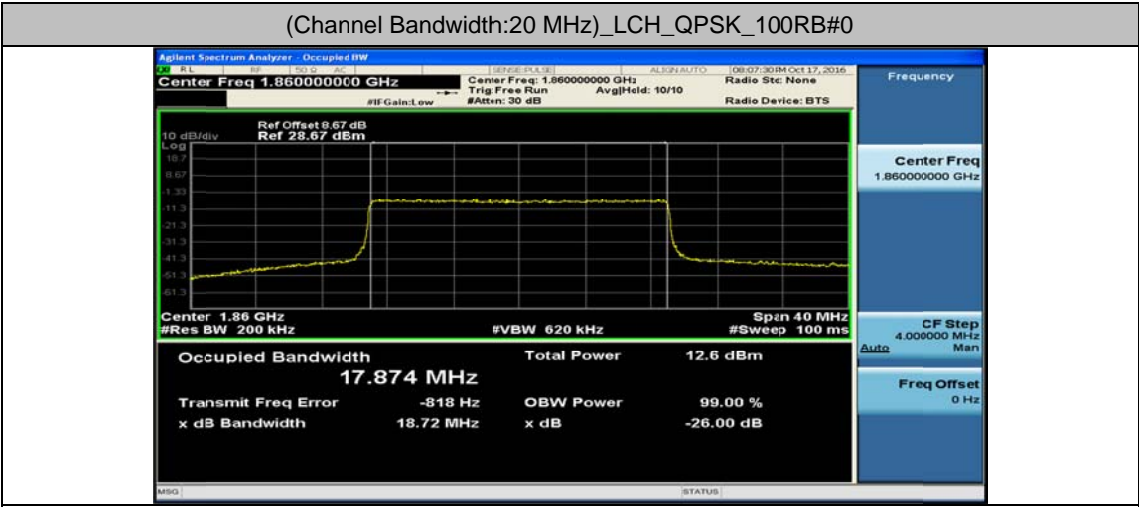 (Channel Bandwidth:20 MHz)_LCH_QPSK_100RB#0
Agilent Spectrum Analyzer - Occupied BW
RL RF 50 Ω AC SENSE:PULSE ALIGN AUTO 08:07:30 PM Oct 17, 2016
Center Freq 1.860000000 GHz
Center Freq: 1.860000000 GHz
Radio Std: None
Trig: Free Run
Avg|Hold: 10/10
#IFGain:Low
#Atten: 30 dB
Radio Device: BTS
Ref Offset 8.67 dB
10 dB/div
Ref 28.67 dBm
Log
18.7
8.67
-1.33
-11.3
-21.3
-31.3
-41.3
-51.3
-61.3
Center 1.86 GHz
Span 40 MHz
#Res BW 200 kHz
#VBW 620 kHz
#Sweep 100 ms
Occupied Bandwidth
Total Power
12.6 dBm
17.874 MHz
Transmit Freq Error
-818 Hz
OBW Power
99.00 %
x dB Bandwidth
18.72 MHz
x dB
-26.00 dB
MSG
STATUS
Frequency
Center Freq
1.860000000 GHz
CF Step
4.000000 MHz
Auto Man
Freq Offset
0 Hz